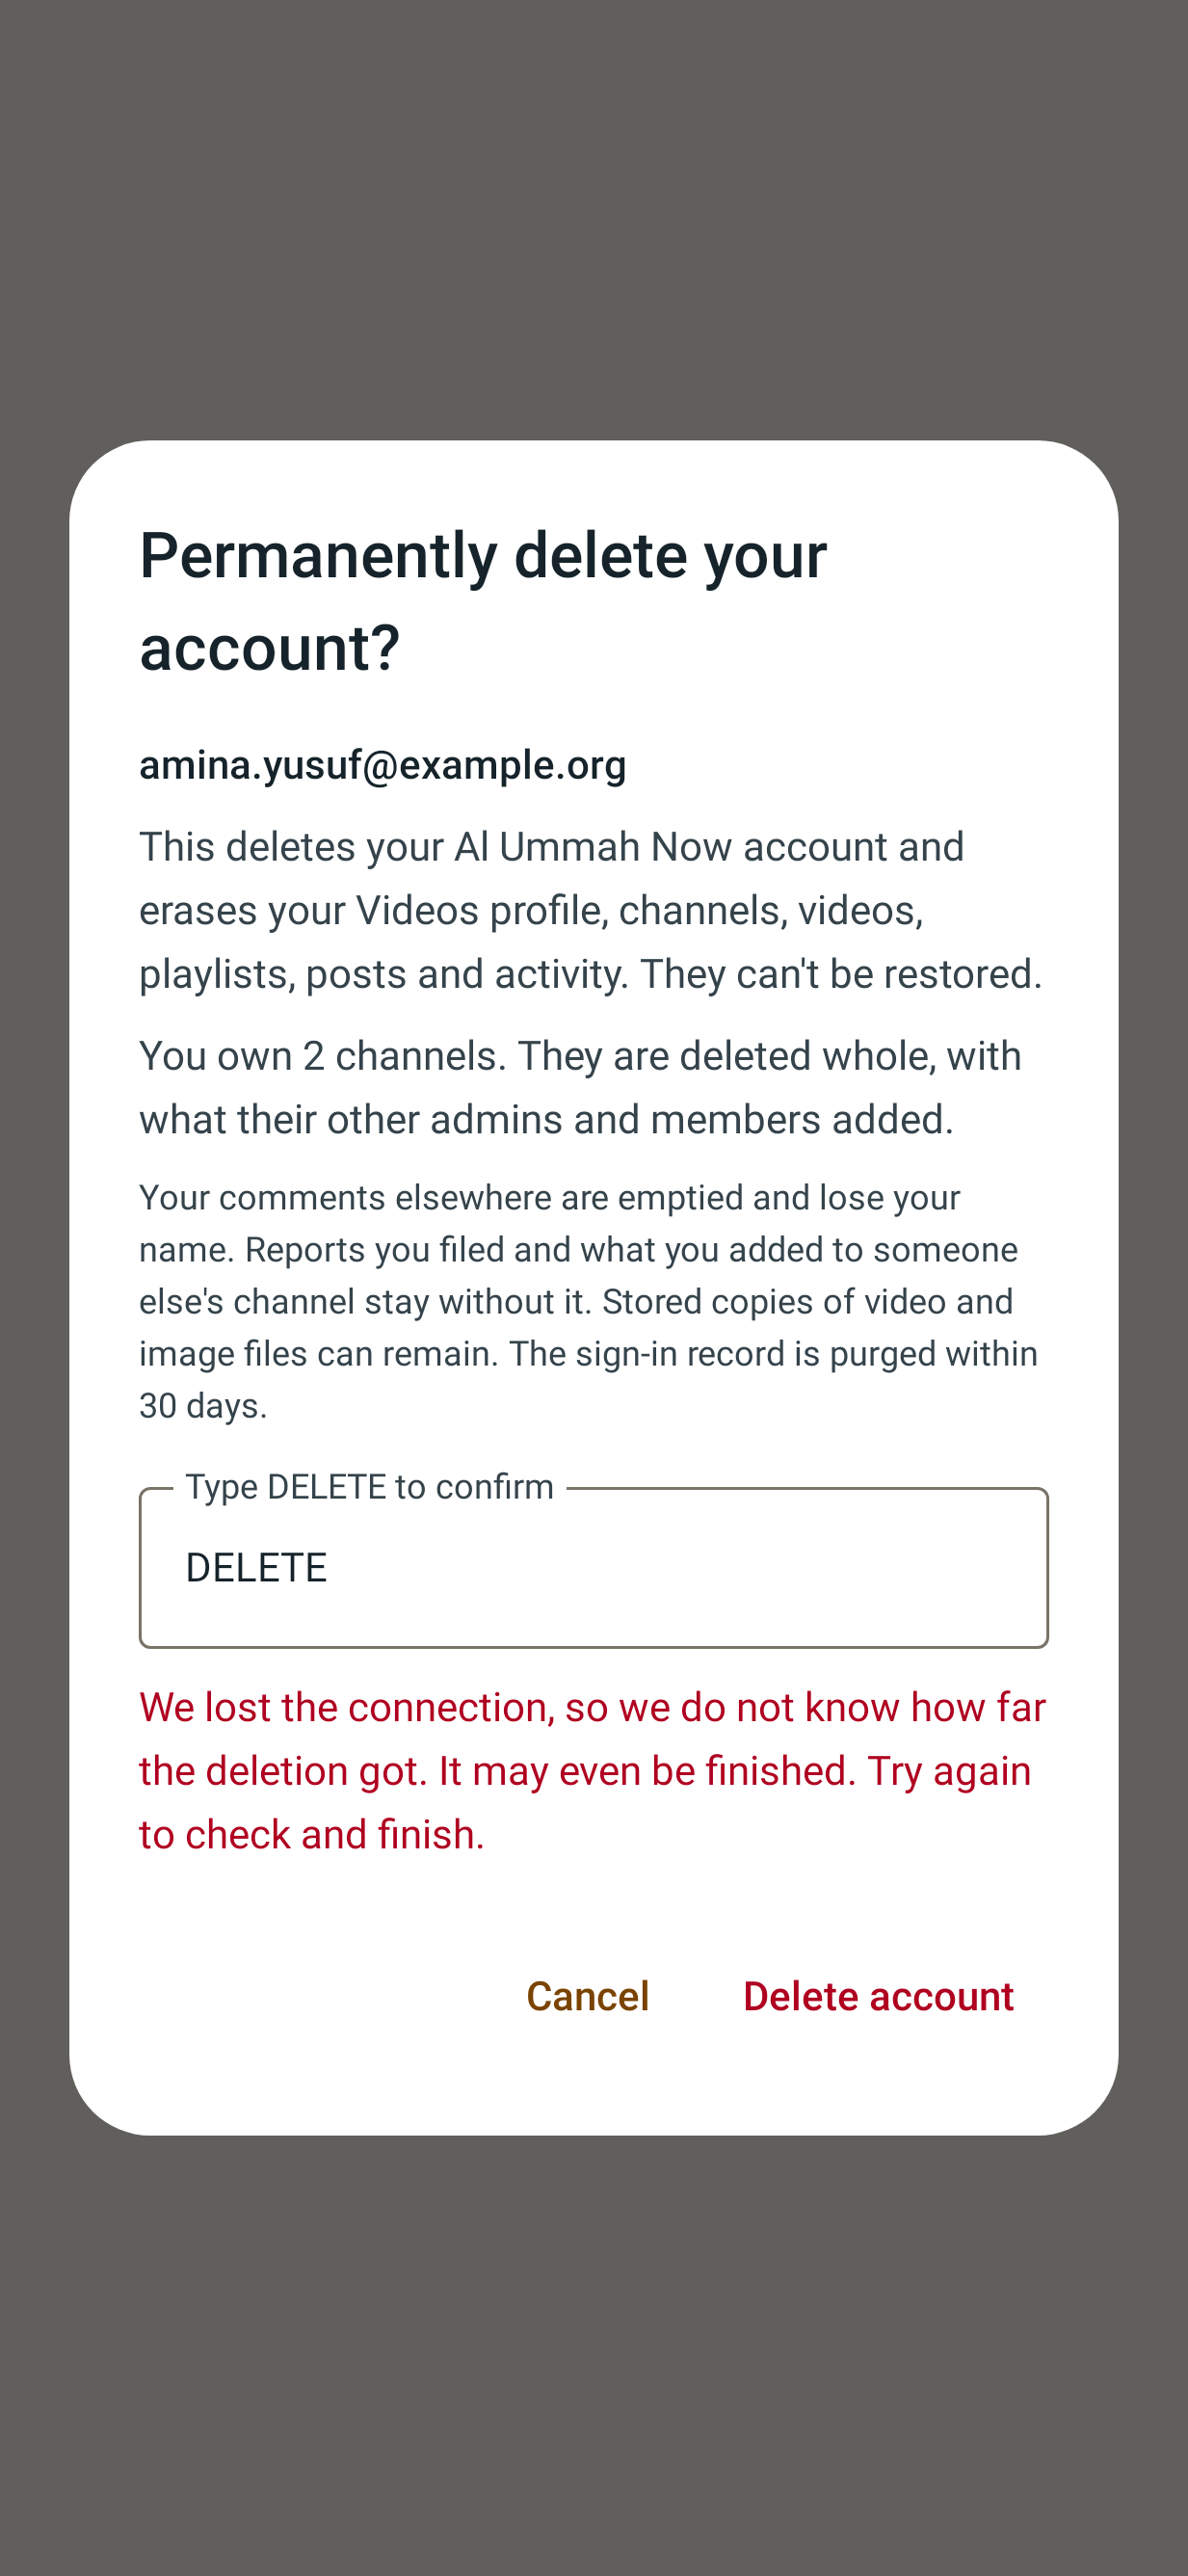 Permanently delete your
account?
amina.yusuf@example.org
This deletes your Al Ummah Now account and
erases your Videos profile, channels, videos,
playlists, posts and activity. They can't be restored.
You own 2 channels. They are deleted whole, with
what their other admins and members added.
Your comments elsewhere are emptied and lose your
name. Reports you filed and what you added to someone
else's channel stay without it. Stored copies of video and
image files can remain. The sign-in record is purged within
30 days.
Type DELETE to confirm
DELETE
We lost the connection, so we do not know how far
the deletion got. It may even be finished. Try again
to check and finish.
Cancel Delete account